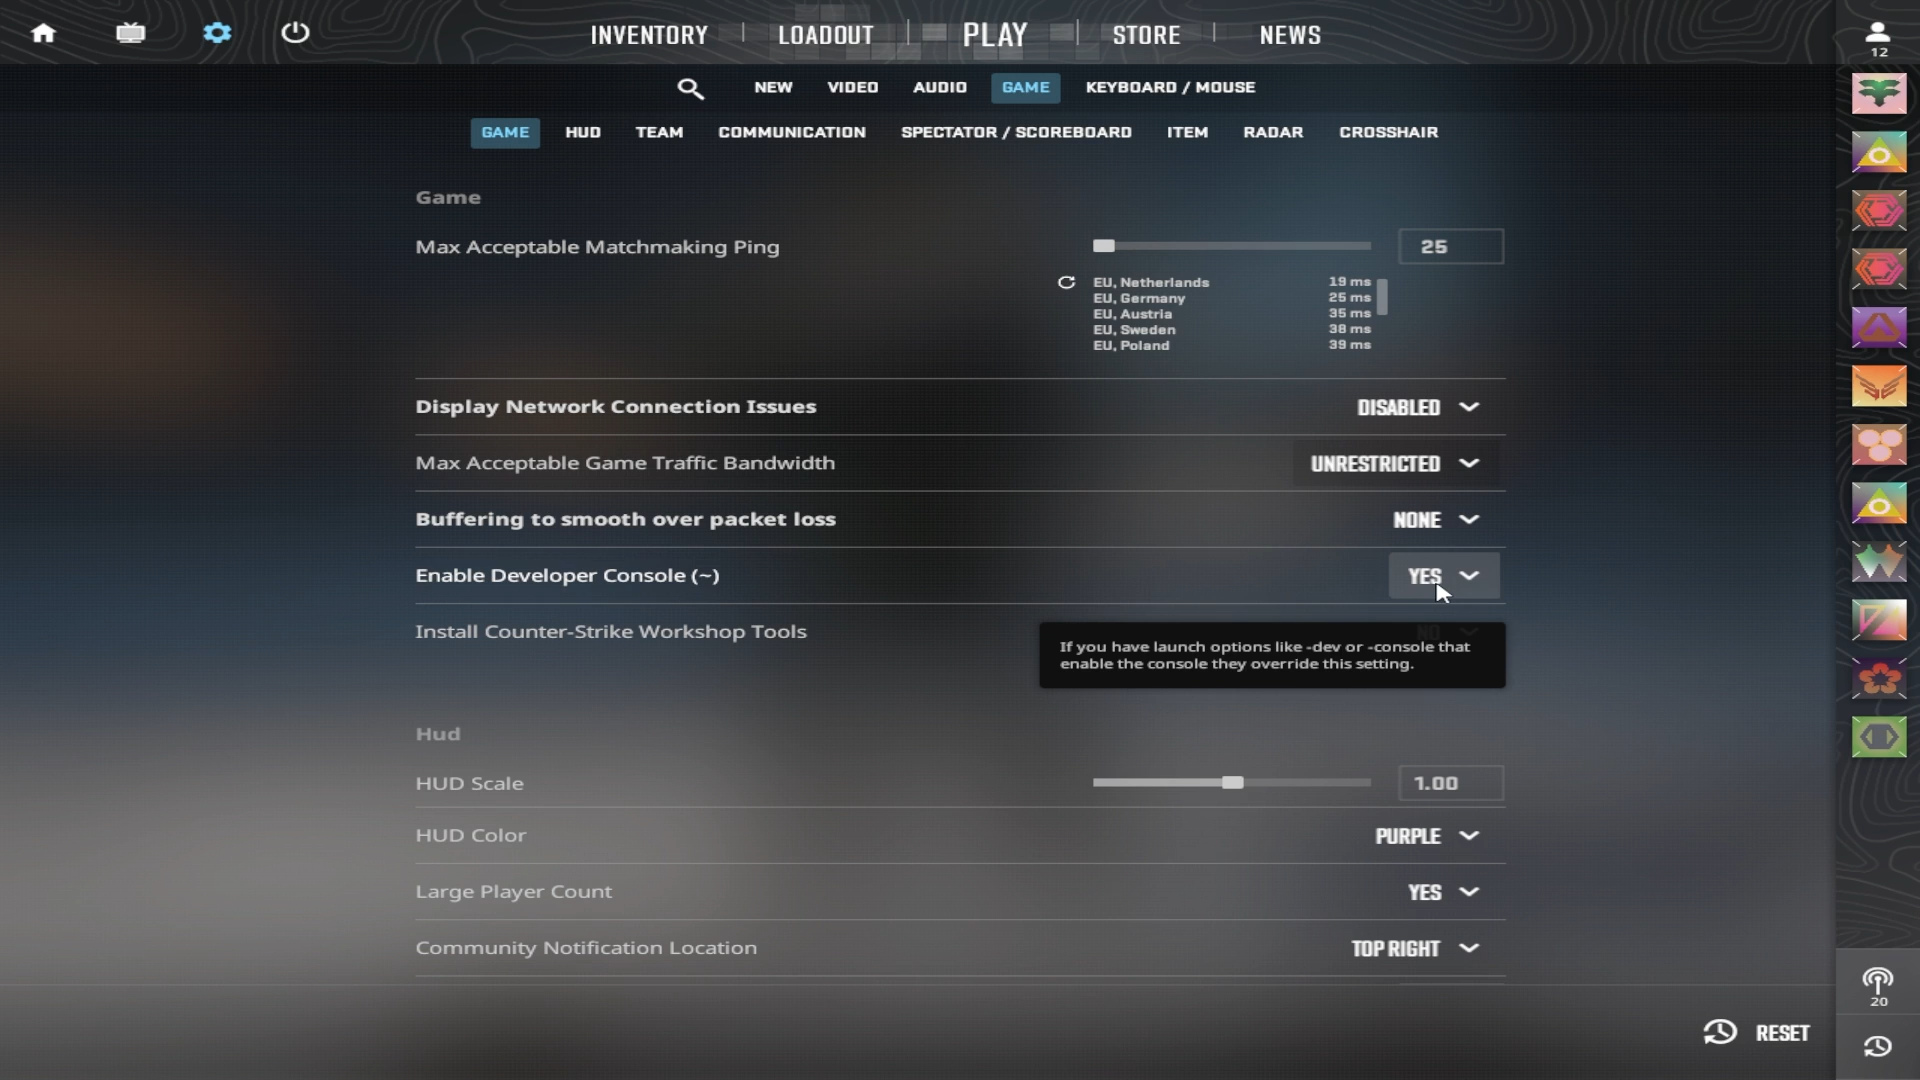 INVENTORY
LOADOUT
PLAY
STORE
NEWS
12
NEW
VIDEO
AUDIO
GAME
KEYBOARD / MOUSE
GAME
HUD
TEAM
COMMUNICATION
SPECTATOR / SCOREBOARD
ITEM
RADAR
CROSSHAIR
Game
Max Acceptable Matchmaking Ping
25
EU, Netherlands 19 ms
EU, Germany 25 ms
EU, Austria 35 ms
EU, Sweden 38 ms
EU, Poland 39 ms
Display Network Connection Issues
DISABLED
Max Acceptable Game Traffic Bandwidth
UNRESTRICTED
Buffering to smooth over packet loss
NONE
Enable Developer Console (~)
YES
Install Counter-Strike Workshop Tools
NO
If you have launch options like -dev or -console that
enable the console they override this setting.
Hud
HUD Scale
1.00
HUD Color
PURPLE
Large Player Count
YES
Community Notification Location
TOP RIGHT
20
RESET